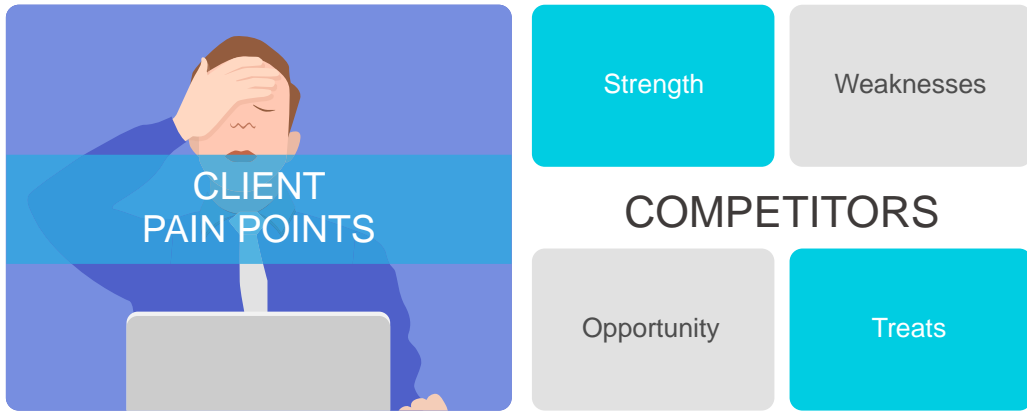 CLIENT
PAIN POINTS
Strength
Weaknesses
COMPETITORS
Opportunity
Treats